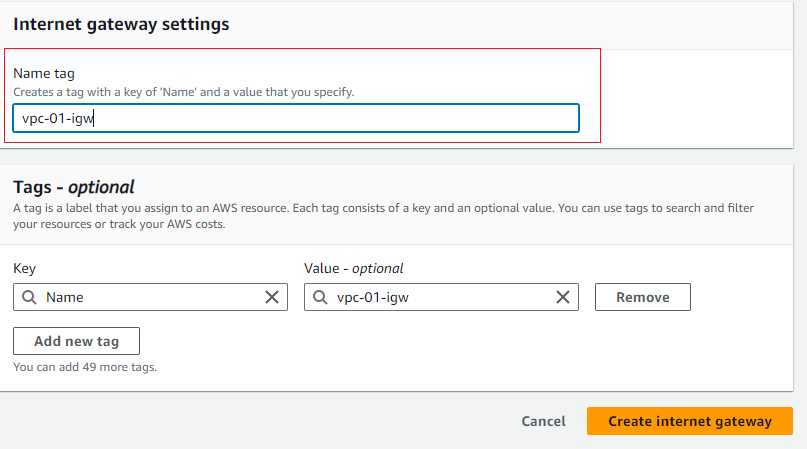 Internet gateway settings
Name tag
Creates a tag with a key of 'Name' and a value that you specify.
vpc-01-igw
Tags - optional
A tag is a label that you assign to an AWS resource. Each tag consists of a key and an optional value. You can use tags to search and filter
your resources or track your AWS costs.
Key Value - optional
Name vpc-01-igw Remove
Add new tag
You can add 49 more tags.
Cancel Create internet gateway